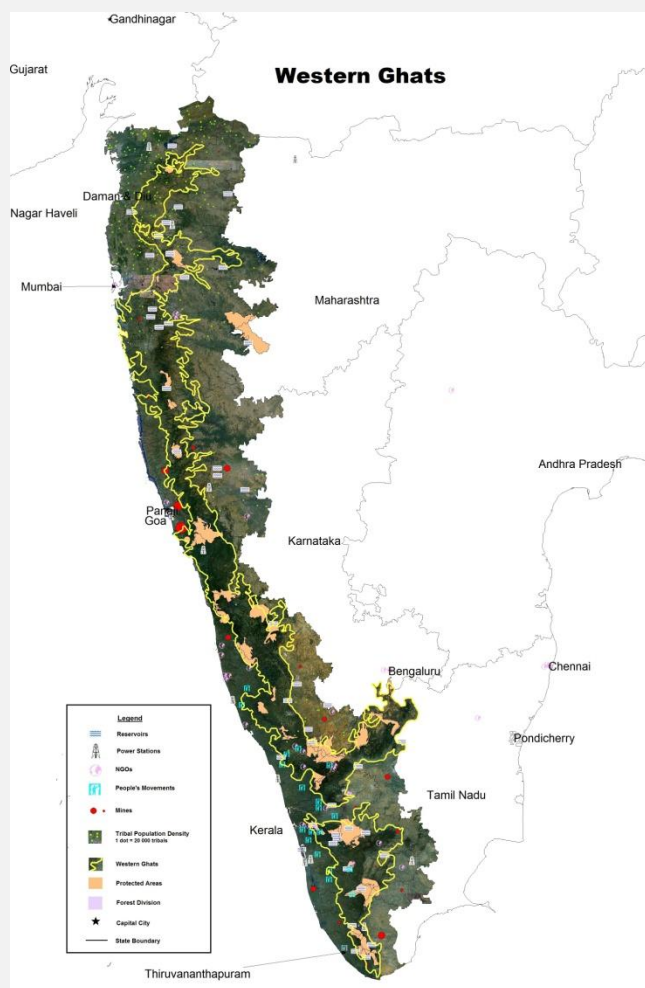 Gandhinagar
Gujarat
Western Ghats
Daman & Diu
Nagar Haveli
Mumbai
Maharashtra
Andhra Pradesh
Panaji
Goa
Karnataka
Bengaluru
Chennai
Pondicherry
Tamil Nadu
Kerala
Thiruvananthapuram
Legend
Reservoirs
Power Stations
NGOs
People's Movements
Mines
Tribal Population Density
1 dot = 20 000 tribals
Western Ghats
Protected Areas
Forest Division
Capital City
State Boundary